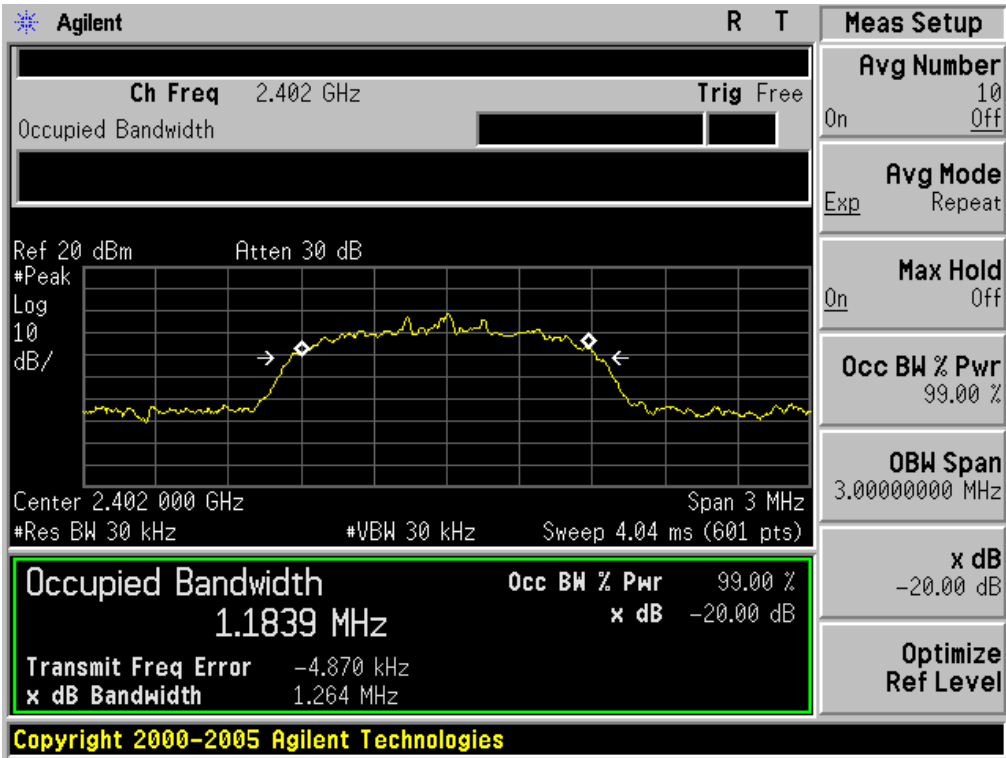 Agilent R T
Meas Setup
Ch Freq 2.402 GHz Trig Free
Occupied Bandwidth
Ref 20 dBm Atten 30 dB
#Peak
Log
10
dB/
Center 2.402 000 GHz Span 3 MHz
#Res BW 30 kHz #VBW 30 kHz Sweep 4.04 ms (601 pts)
Occupied Bandwidth Occ BW % Pwr 99.00 %
1.1839 MHz x dB -20.00 dB
Transmit Freq Error -4.870 kHz
x dB Bandwidth 1.264 MHz
Copyright 2000-2005 Agilent Technologies
Avg Number
10
On Off
Avg Mode
Exp Repeat
Max Hold
On Off
Occ BW % Pwr
99.00 %
OBW Span
3.00000000 MHz
x dB
-20.00 dB
Optimize
Ref Level